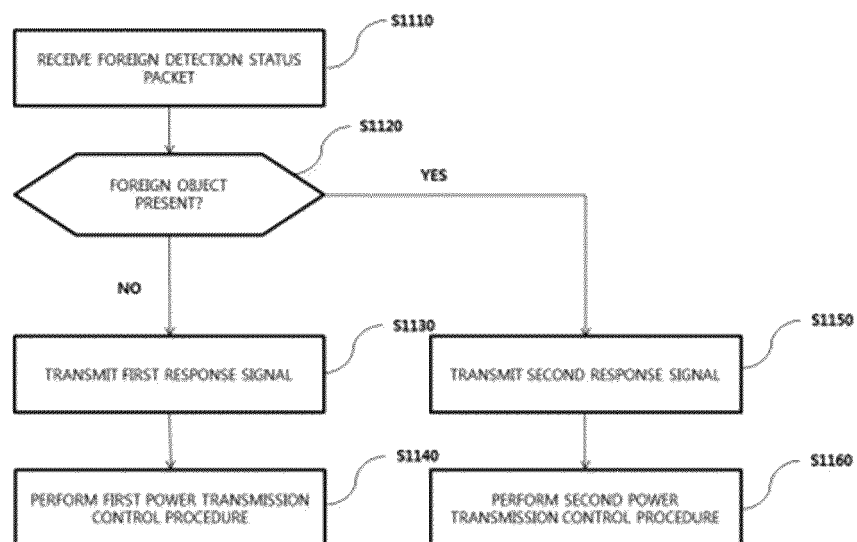 S1110
RECEIVE FOREIGN DETECTION STATUS
PACKET
S1120
FOREIGN OBJECT
PRESENT?
YES
NO
S1130
TRANSMIT FIRST RESPONSE SIGNAL
S1150
TRANSMIT SECOND RESPONSE SIGNAL
S1140
PERFORM FIRST POWER TRANSMISSION
CONTROL PROCEDURE
S1160
PERFORM SECOND POWER
TRANSMISSION CONTROL PROCEDURE